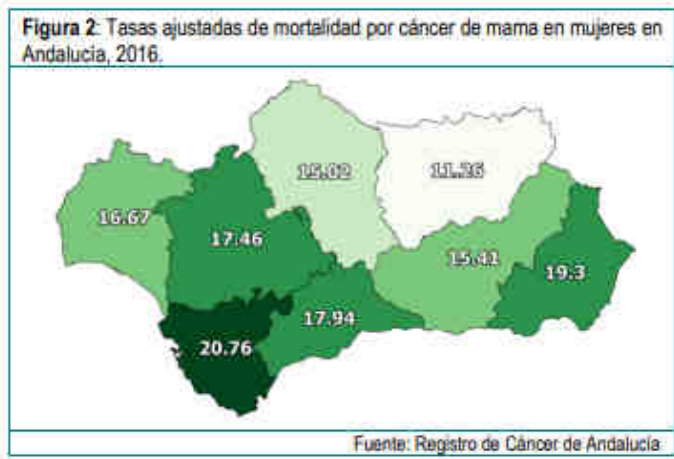 Figura 2: Tasas ajustadas de mortalidad por cáncer de mama en mujeres en
Andalucía, 2016.
15.02
11.26
16.67
17.46
15.41
19.3
17.94
20.76
Fuente: Registro de Cáncer de Andalucía